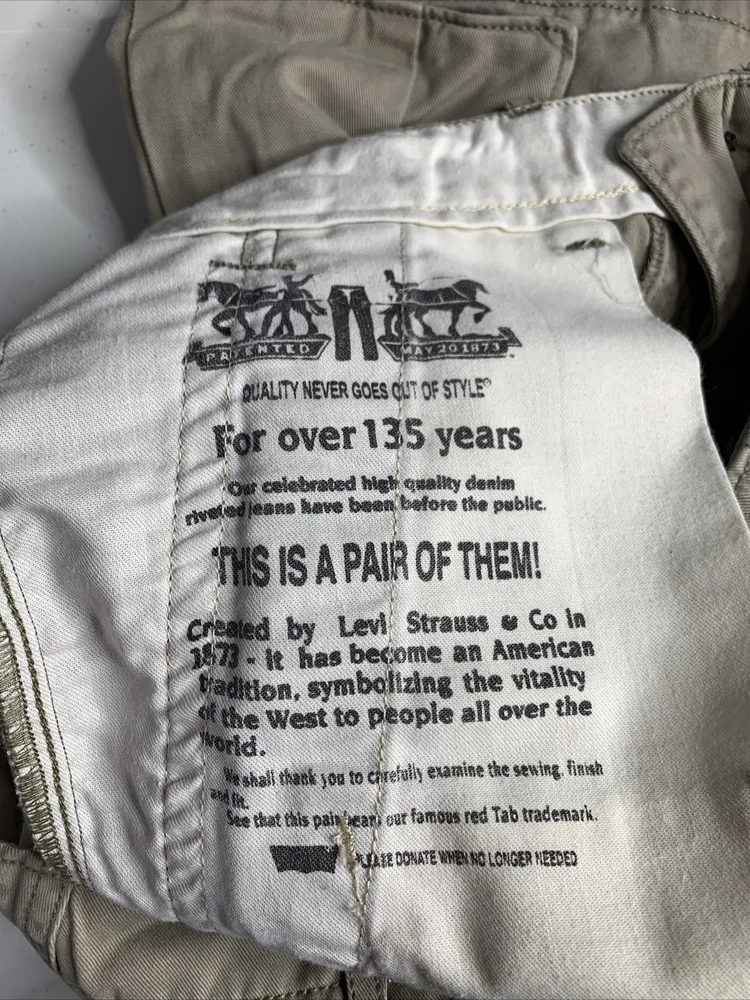 PATENTED MAY 20 1873
QUALITY NEVER GOES OUT OF STYLE®
For over 135 years
Our celebrated high quality denim
riveted jeans have been before the public.
THIS IS A PAIR OF THEM!
Created by Levi Strauss & Co in
1873 - it has become an American
tradition, symbolizing the vitality
of the West to people all over the
world.
We shall thank you to carefully examine the sewing, finish
and fit.
See that this pair bears our famous red Tab trademark.
PLEASE DONATE WHEN NO LONGER NEEDED